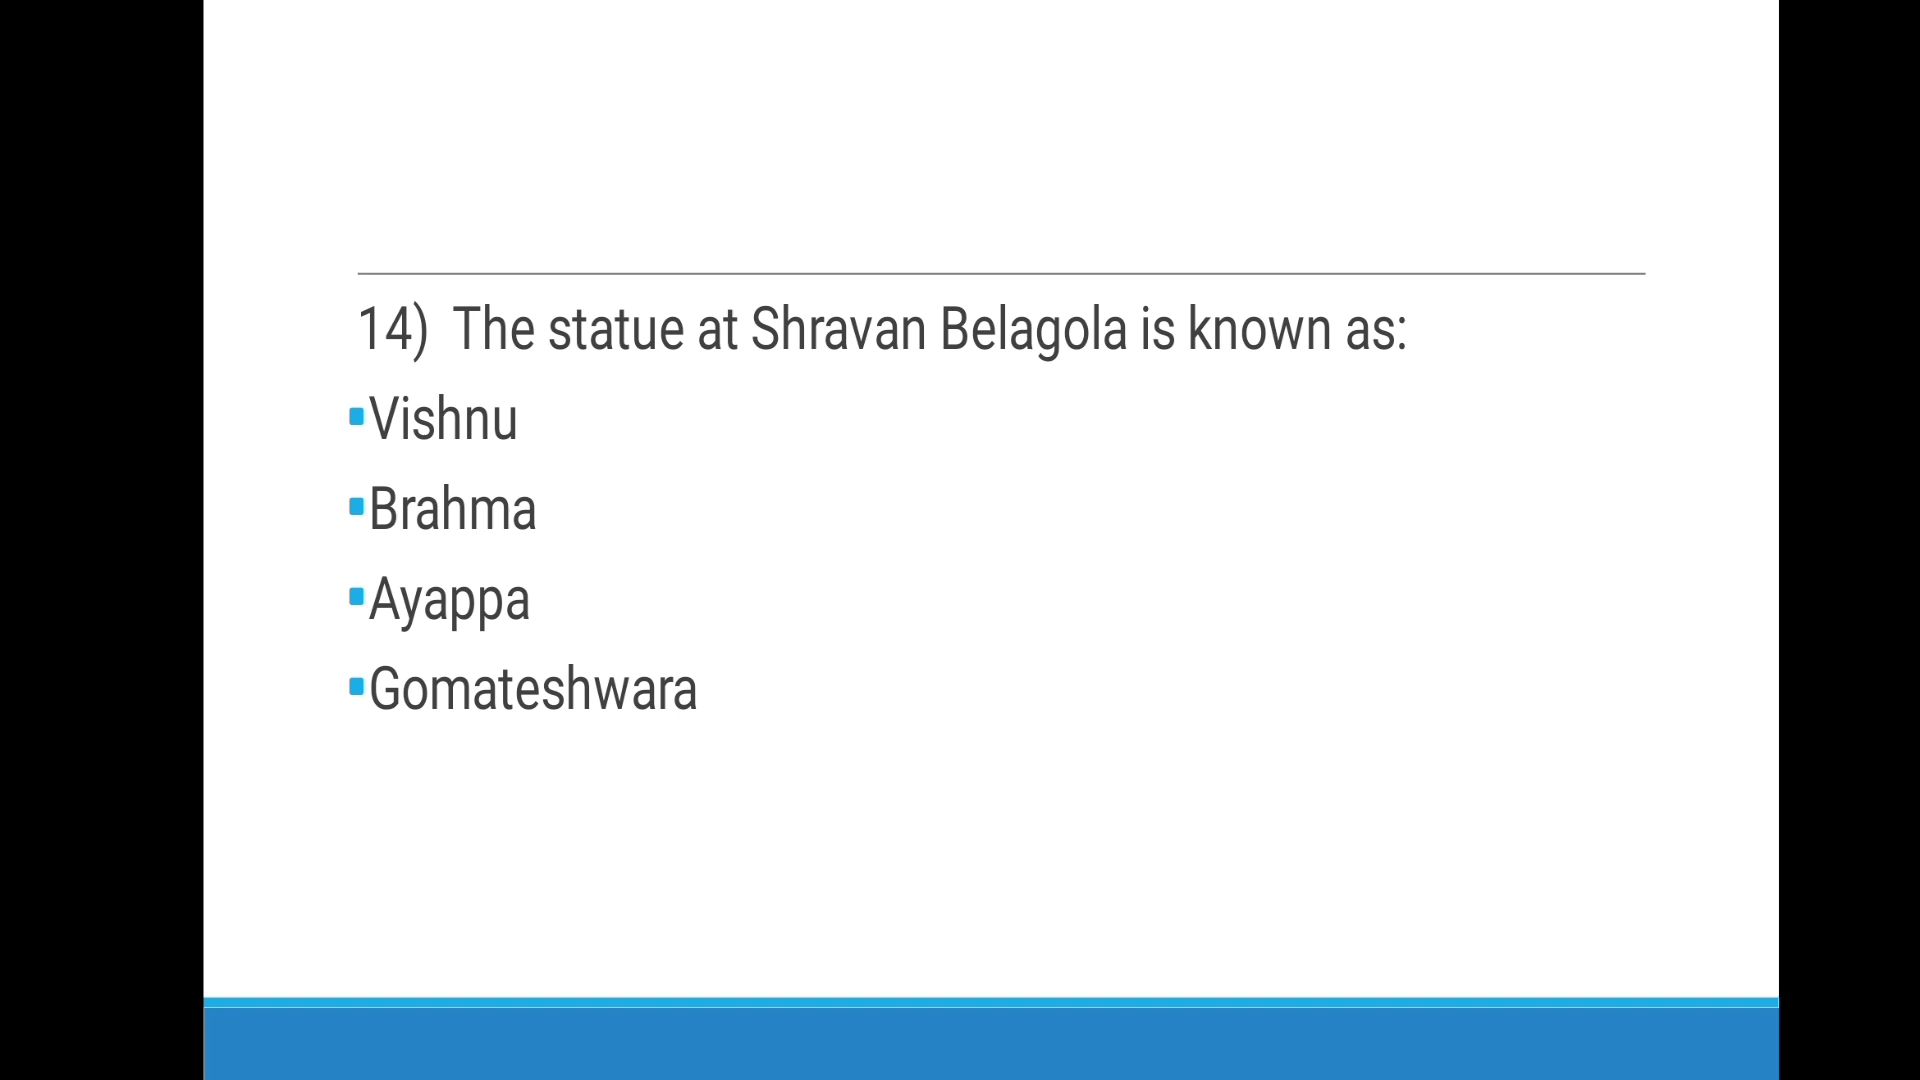 14) The statue at Shravan Belagola is known as:
▪Vishnu
▪Brahma
▪Ayappa
▪Gomateshwara